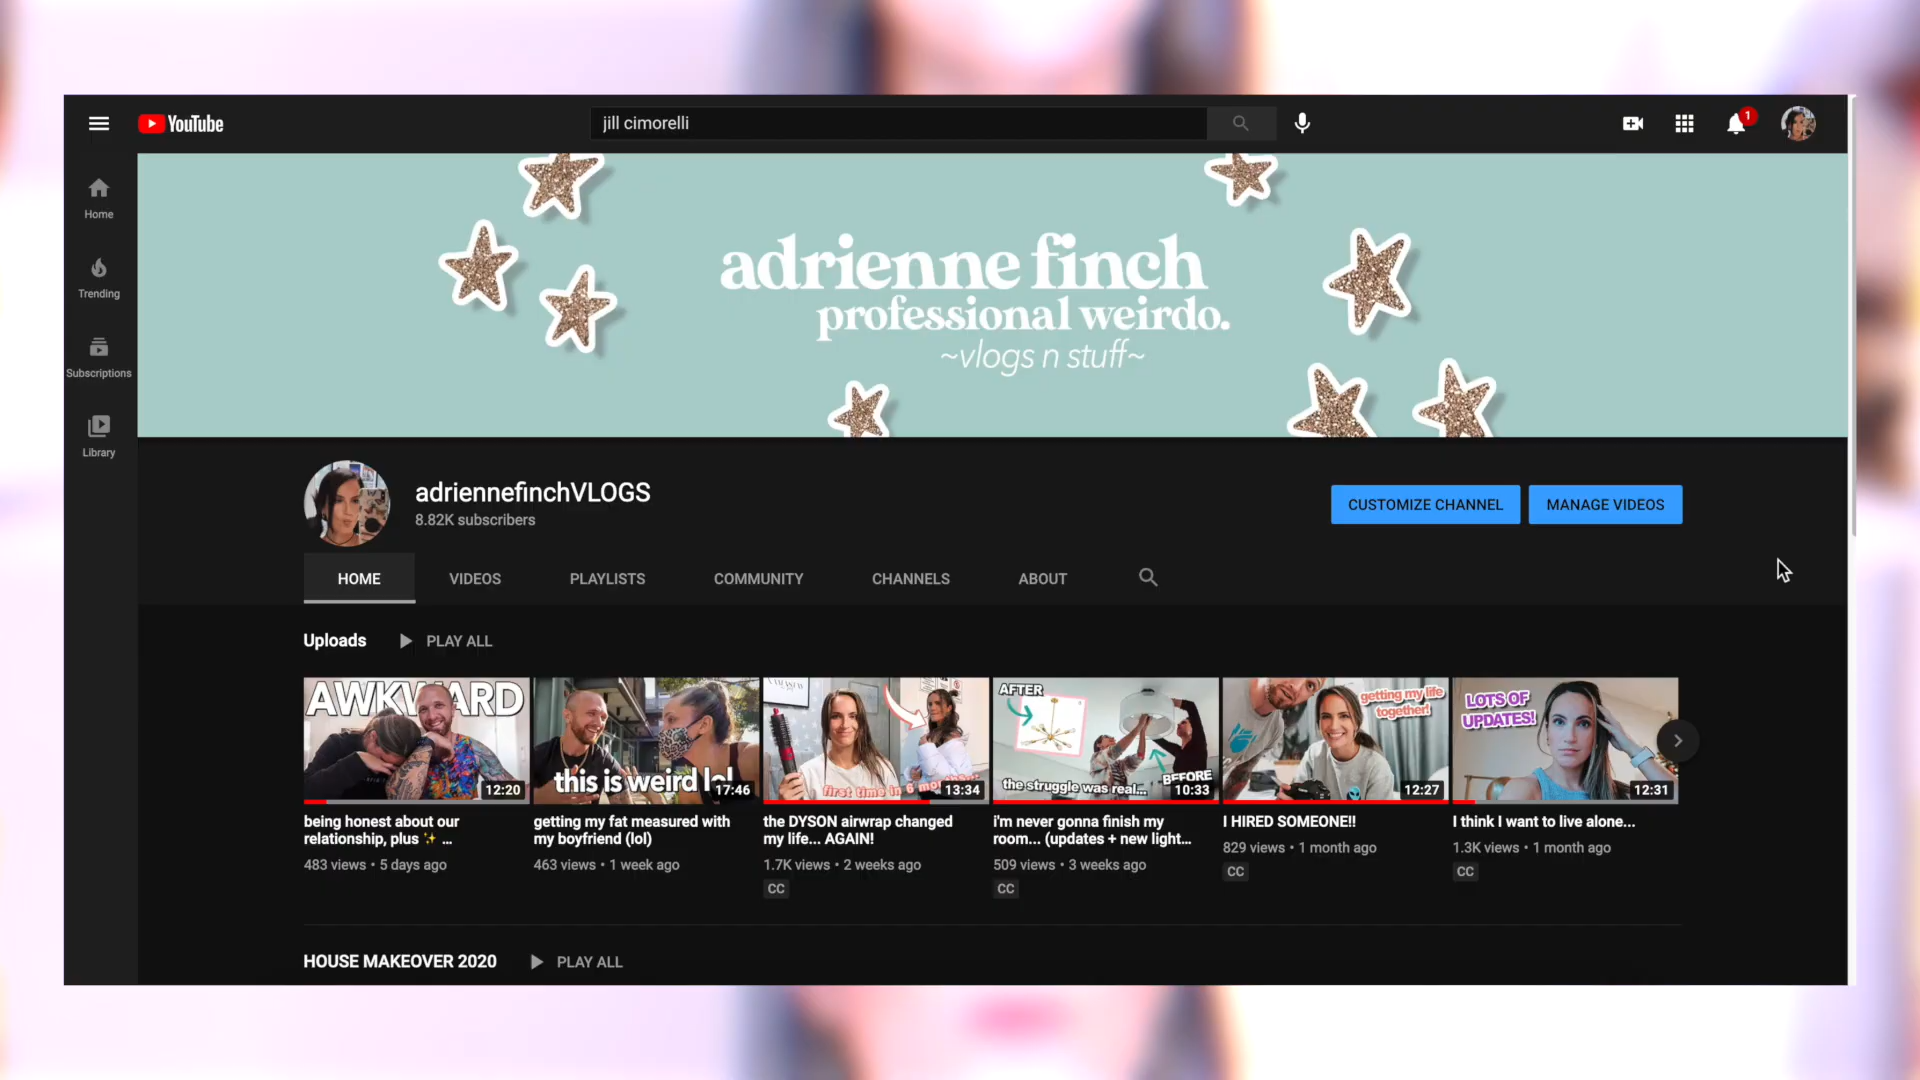 YouTube
jill cimorelli
1
Home
Trending
Subscriptions
Library
adrienne finch
professional weirdo.
~vlogs n stuff~
adriennefinchVLOGS
8.82K subscribers
CUSTOMIZE CHANNEL
MANAGE VIDEOS
HOME
VIDEOS
PLAYLISTS
COMMUNITY
CHANNELS
ABOUT
Uploads
PLAY ALL
AWKWARD
12:20
being honest about our
relationship, plus ✨ ...
483 views • 5 days ago
this is weird lol
17:46
getting my fat measured with
my boyfriend (lol)
463 views • 1 week ago
first time in 6
13:34
the DYSON airwrap changed
my life... AGAIN!
1.7K views • 2 weeks ago
CC
AFTER
the struggle was real...
BEFORE
10:33
i'm never gonna finish my
room... (updates + new light...
509 views • 3 weeks ago
CC
getting my life
together!
12:27
I HIRED SOMEONE!!
829 views • 1 month ago
CC
LOTS OF
UPDATES!
12:31
I think I want to live alone...
1.3K views • 1 month ago
CC
HOUSE MAKEOVER 2020
PLAY ALL